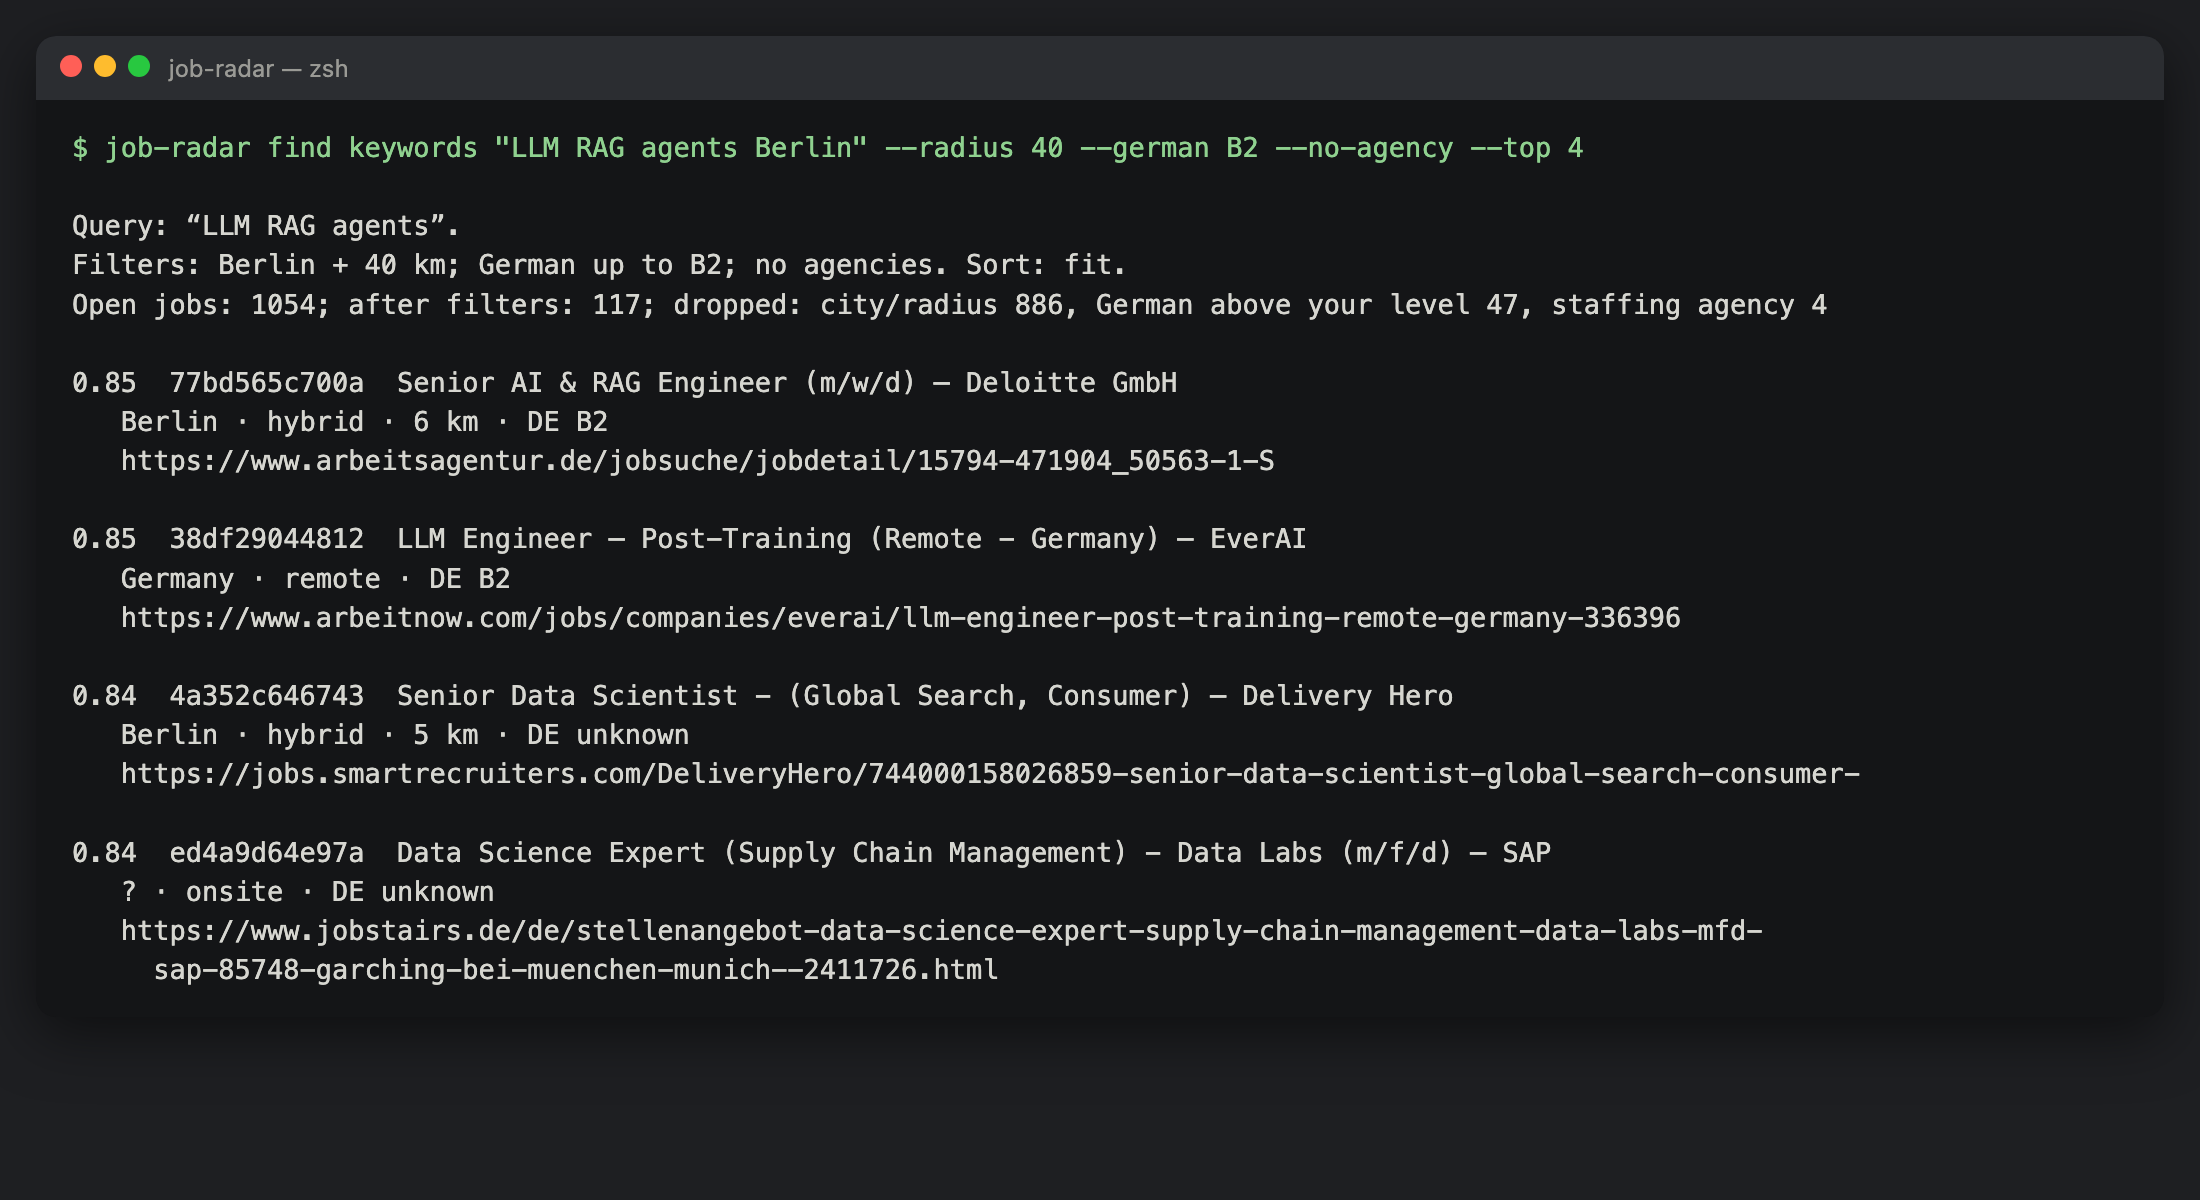 job-radar — zsh
$ job-radar find keywords "LLM RAG agents Berlin" --radius 40 --german B2 --no-agency --top 4
Query: “LLM RAG agents”.
Filters: Berlin + 40 km; German up to B2; no agencies. Sort: fit.
Open jobs: 1054; after filters: 117; dropped: city/radius 886, German above your level 47, staffing agency 4
0.85  77bd565c700a  Senior AI & RAG Engineer (m/w/d) — Deloitte GmbH
Berlin · hybrid · 6 km · DE B2
https://www.arbeitsagentur.de/jobsuche/jobdetail/15794-471904_50563-1-S
0.85  38df29044812  LLM Engineer – Post-Training (Remote - Germany) — EverAI
Germany · remote · DE B2
https://www.arbeitnow.com/jobs/companies/everai/llm-engineer-post-training-remote-germany-336396
0.84  4a352c646743  Senior Data Scientist - (Global Search, Consumer) — Delivery Hero
Berlin · hybrid · 5 km · DE unknown
https://jobs.smartrecruiters.com/DeliveryHero/744000158026859-senior-data-scientist-global-search-consumer-
0.84  ed4a9d64e97a  Data Science Expert (Supply Chain Management) - Data Labs (m/f/d) — SAP
? · onsite · DE unknown
https://www.jobstairs.de/de/stellenangebot-data-science-expert-supply-chain-management-data-labs-mfd-
sap-85748-garching-bei-muenchen-munich--2411726.html